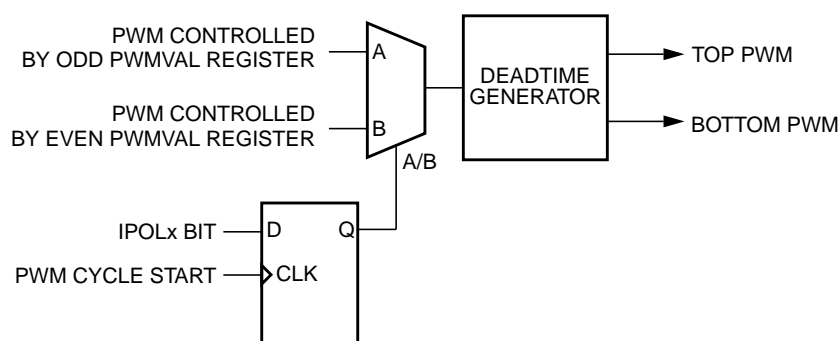 PWM CONTROLLED
BY ODD PWMVAL REGISTER
A
DEADTIME
GENERATOR
TOP PWM
PWM CONTROLLED
BY EVEN PWMVAL REGISTER
B
BOTTOM PWM
A/B
IPOLx BIT
D
Q
PWM CYCLE START
CLK